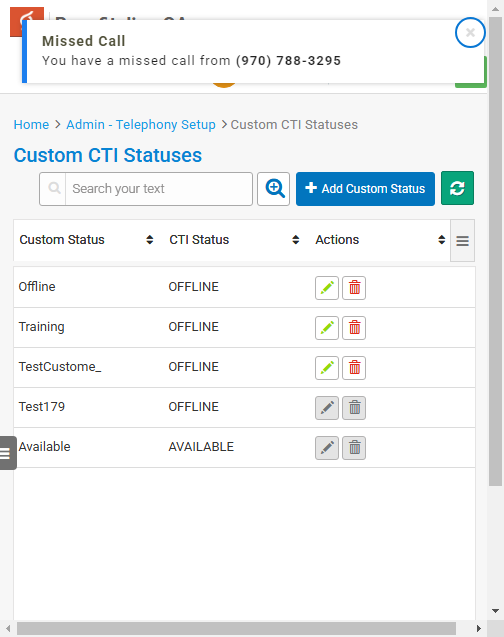 Missed Call
You have a missed call from (970) 788-3295
Home > Admin - Telephony Setup > Custom CTI Statuses
Custom CTI Statuses
Search your text
Add Custom Status
Custom Status CTI Status Actions
Offline OFFLINE
Training OFFLINE
TestCustome_ OFFLINE
Test179 OFFLINE
Available AVAILABLE